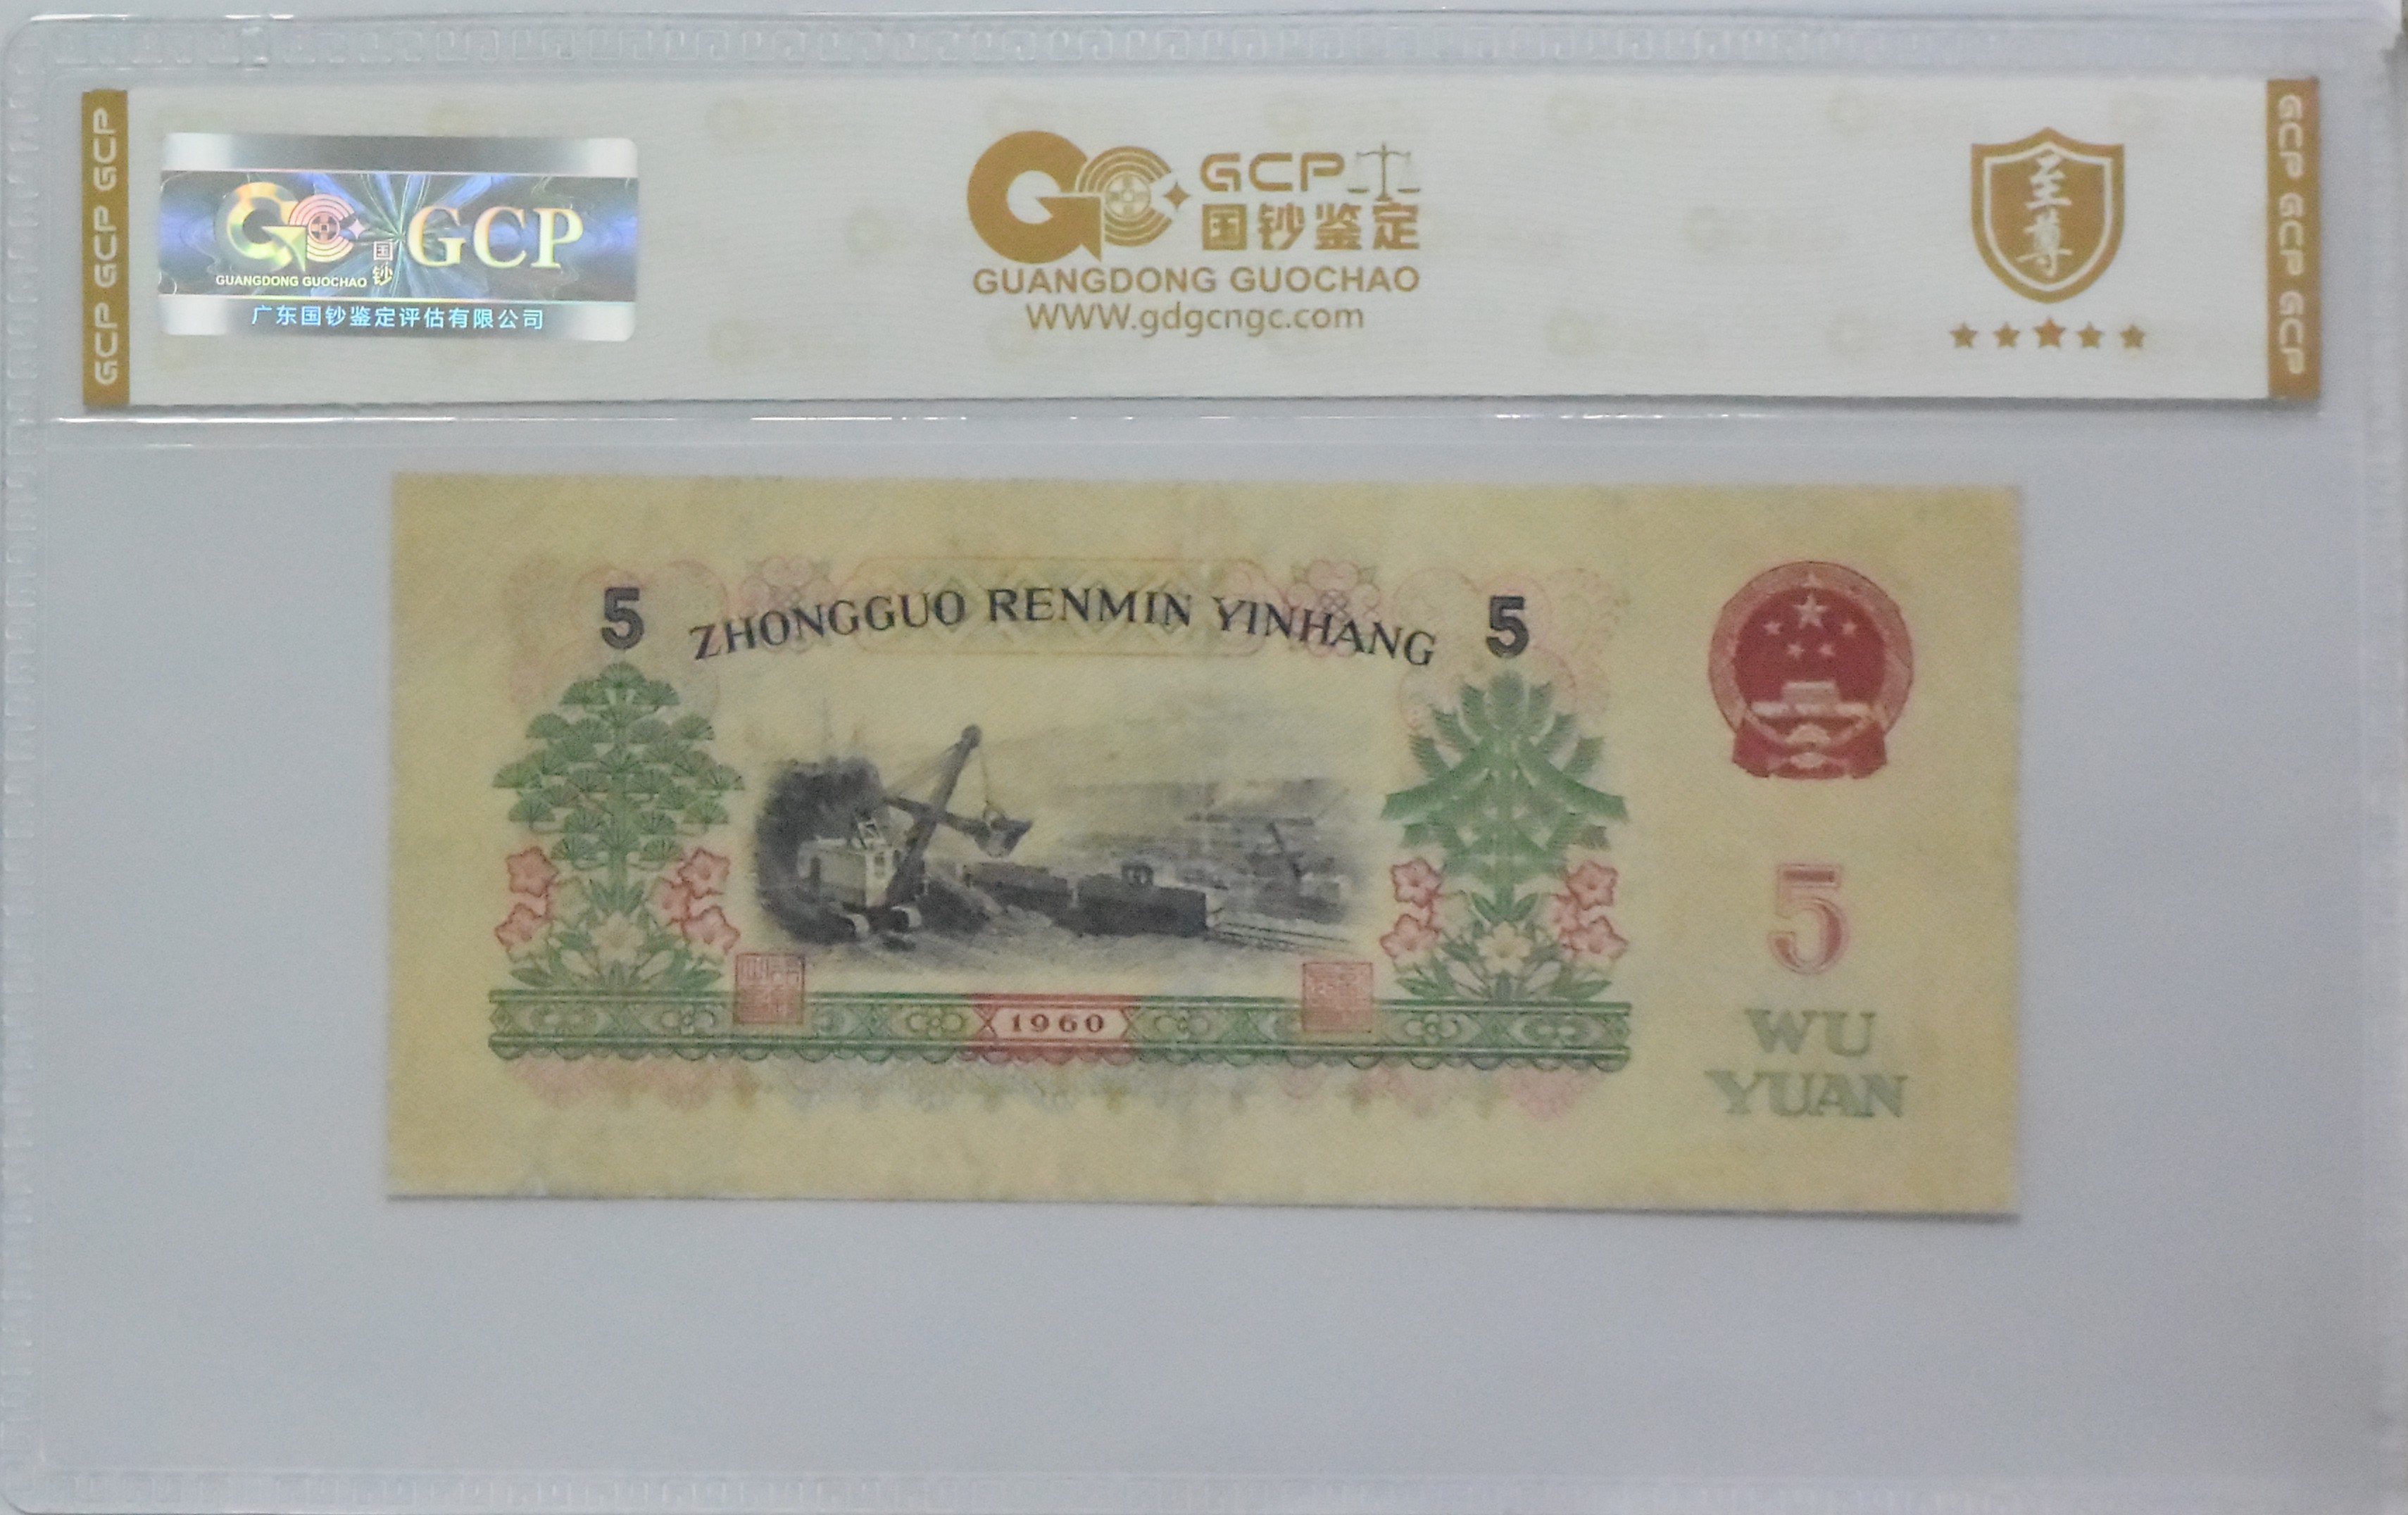 GCP GCP GCP
GCP
国钞
GUANGDONG GUOCHAO
广东国钞鉴定评估有限公司
GCP
国钞鉴定
GUANGDONG GUOCHAO
WWW.gdgcngc.com
至尊
GCP GCP GCP
5 ZHONGGUO RENMIN YINHANG 5
1960
5
WU
YUAN